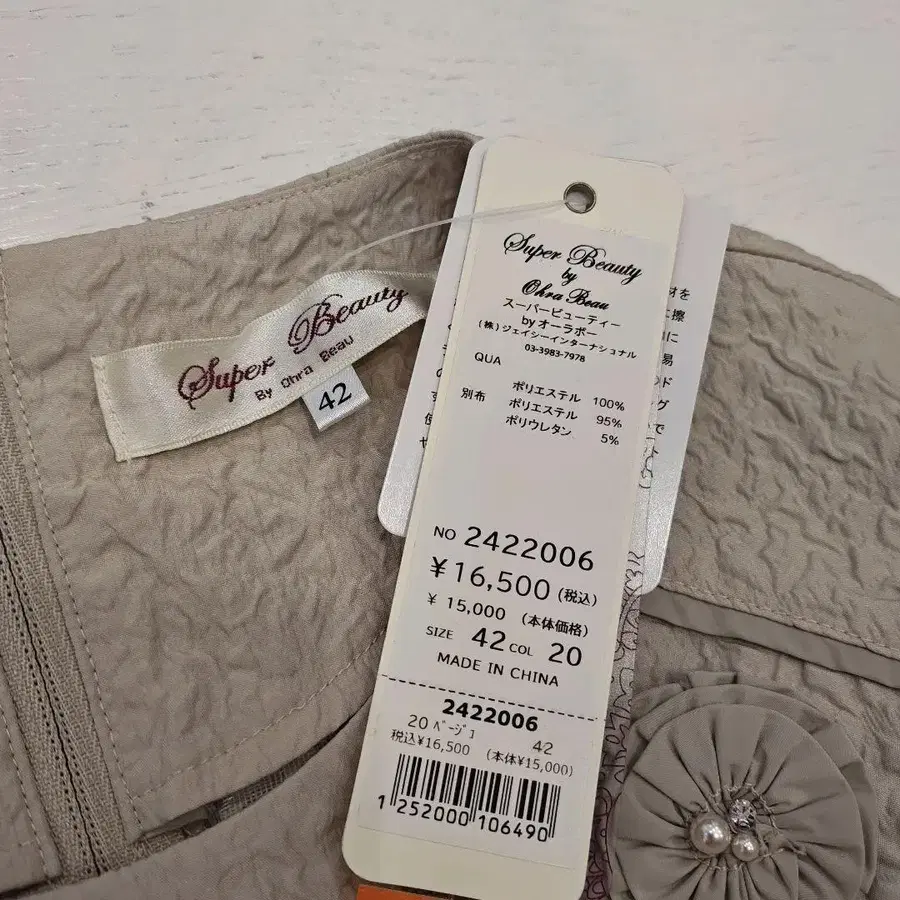 Super Beauty
By Ohra Beau
42
Super Beauty
by
Ohra Beau
スーパービューティー
by オーラボー
(株)ジェイシーインターナショナル
03-3983-7978
QUA
ポリエステル 100%
別布 ポリエステル 95%
ポリウレタン 5%
NO 2422006
¥16,500 (税込)
¥ 15,000 (本体価格)
SIZE 42 COL 20
MADE IN CHINA
2422006
20 ベージュ 42
税込¥16,500 (本体¥15,000)
1 252000 106490